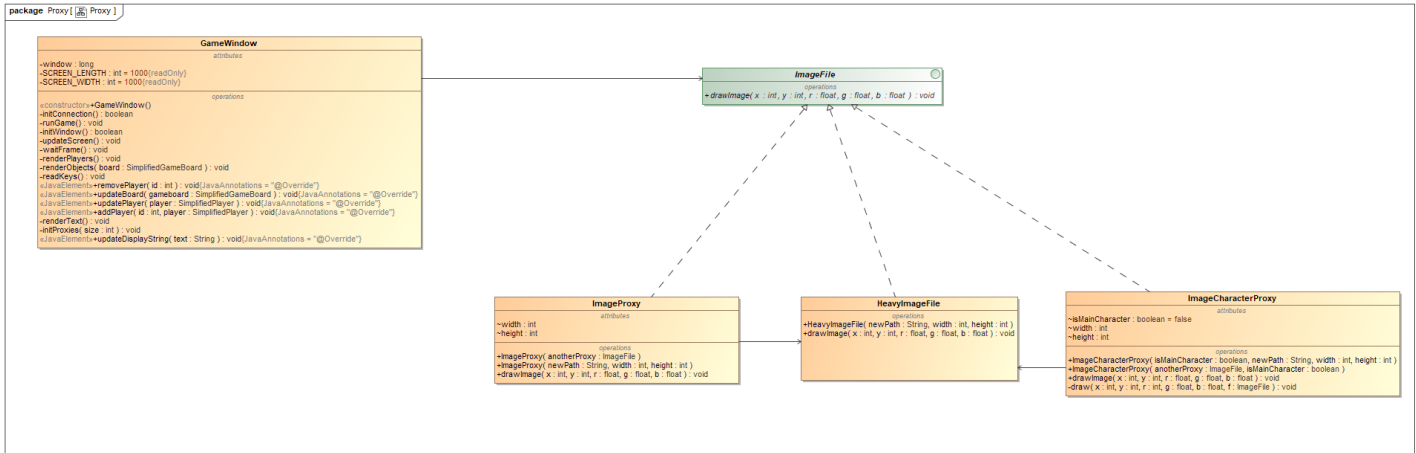 package Proxy [ Proxy ]
GameWindow
attributes
-window : long
-SCREEN_LENGTH : int = 1000{readOnly}
-SCREEN_WIDTH : int = 1000{readOnly}
operations
«constructor»+GameWindow()
-initConnection() : boolean
-runGame() : void
-initWindow() : boolean
-updateScreen() : void
-waitFrame() : void
-renderPlayers() : void
-renderObjects( board : SimplifiedGameBoard ) : void
-readKeys() : void
«JavaElement»+removePlayer( id : int ) : void{JavaAnnotations = "@Override"}
«JavaElement»+updateBoard( gameboard : SimplifiedGameBoard ) : void{JavaAnnotations = "@Override"}
«JavaElement»+updatePlayer( player : SimplifiedPlayer ) : void{JavaAnnotations = "@Override"}
«JavaElement»+addPlayer( id : int, player : SimplifiedPlayer ) : void{JavaAnnotations = "@Override"}
-renderText() : void
-initProxies( size : int ) : void
«JavaElement»+updateDisplayString( text : String ) : void{JavaAnnotations = "@Override"}
ImageFile
operations
+drawImage( x : int, y : int, r : float, g : float, b : float ) : void
ImageProxy
attributes
~width : int
~height : int
operations
+ImageProxy( anotherProxy : ImageFile )
+ImageProxy( newPath : String, width : int, height : int )
+drawImage( x : int, y : int, r : float, g : float, b : float ) : void
HeavyImageFile
operations
+HeavyImageFile( newPath : String, width : int, height : int )
+drawImage( x : int, y : int, r : float, g : float, b : float ) : void
ImageCharacterProxy
attributes
~isMainCharacter : boolean = false
~width : int
~height : int
operations
+ImageCharacterProxy( isMainCharacter : boolean, newPath : String, width : int, height : int )
+ImageCharacterProxy( anotherProxy : ImageFile, isMainCharacter : boolean )
+drawImage( x : int, y : int, r : float, g : float, b : float ) : void
-draw( x : int, y : int, r : int, g : float, b : float, f : ImageFile ) : void